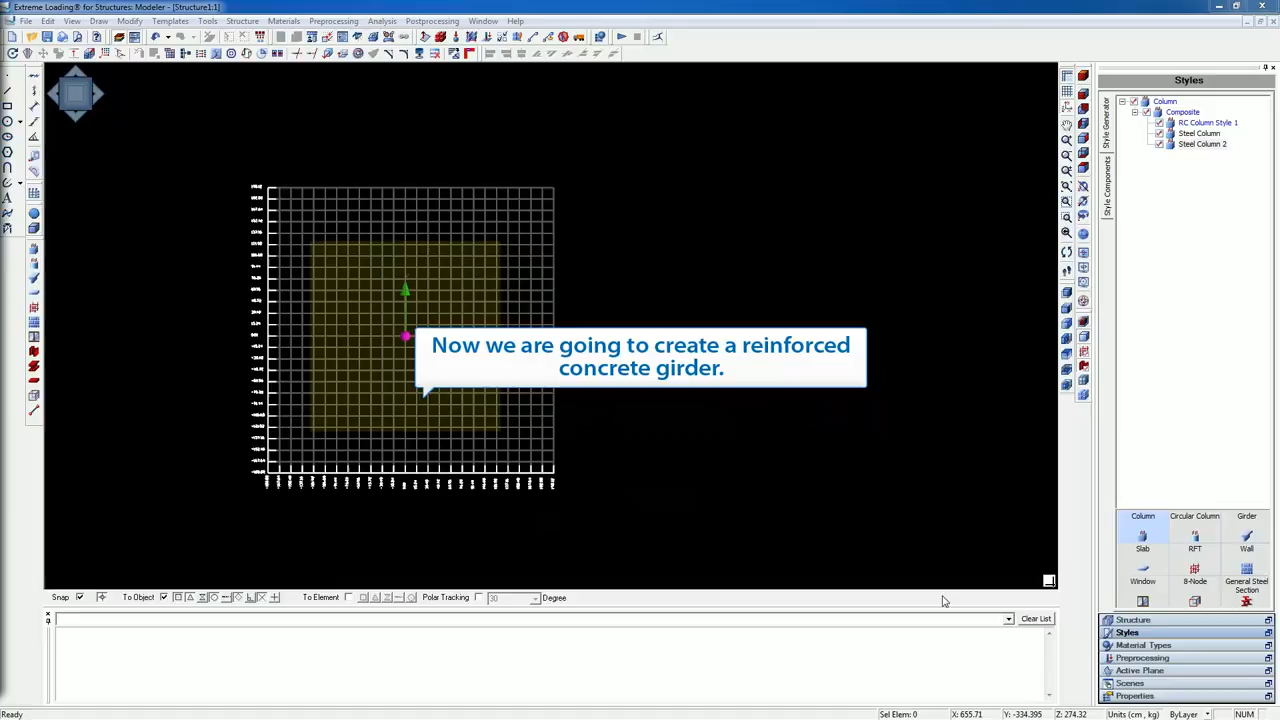 Extreme Loading® for Structures: Modeler - [Structure1:1]
File Edit View Draw Modify Templates Tools Structure Materials Preprocessing Analysis Postprocessing Window Help
Styles
Style Generator
Style Components
Column
Composite
RC Column Style 1
Steel Column
Steel Column 2
Now we are going to create a reinforced
concrete girder.
Column Circular Column Girder
Slab RFT Wall
Window 8-Node General Steel
Section
Snap To Object To Element Polar Tracking 30 Degree
Clear List
Structure
Styles
Material Types
Preprocessing
Active Plane
Scenes
Properties
Ready Sel Elem: 0 X: 655.71 Y: -334.395 Z: 274.32 Units (cm , kg) ByLayer NUM